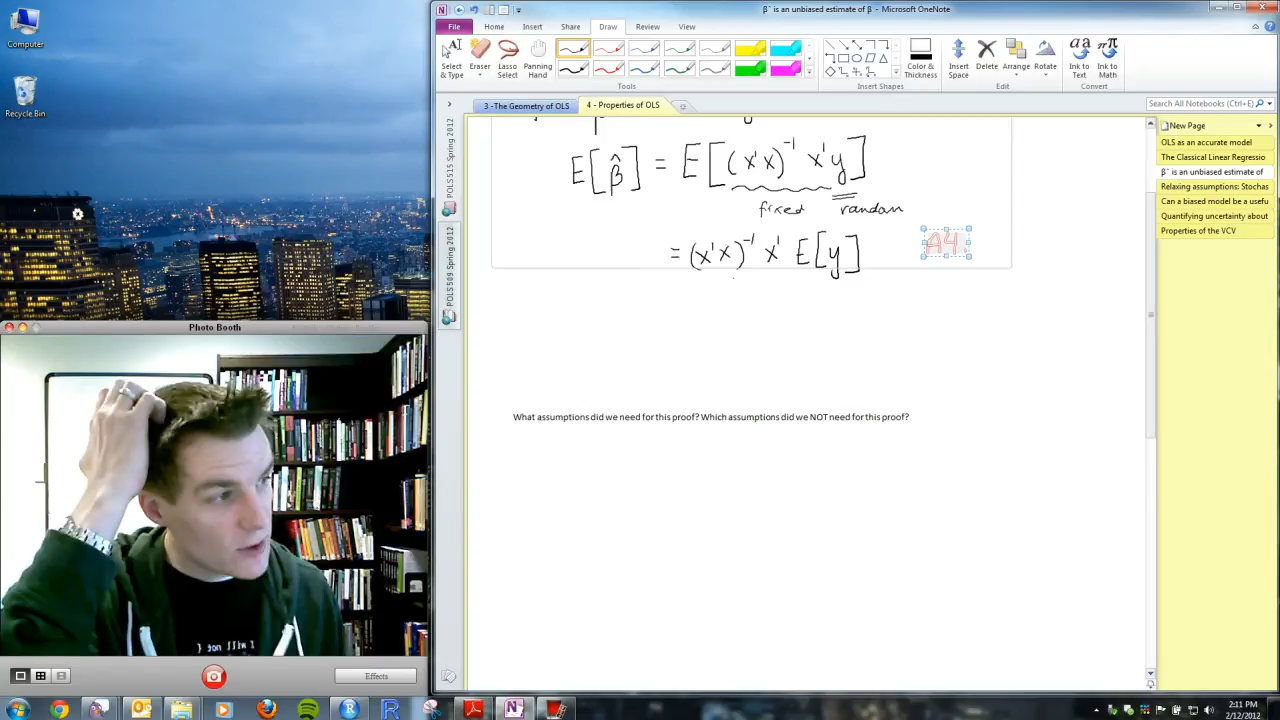 β^ is an unbiased estimate of β - Microsoft OneNote
File Home Insert Share Draw Review View
Select & Type
Eraser
Lasso Select
Panning Hand
Color & Thickness
Insert Space
Delete
Arrange
Rotate
Ink to Text
Ink to Math
Tools
Insert Shapes
Edit
Convert
3 -The Geometry of OLS
4 - Properties of OLS
Search All Notebooks (Ctrl+E)
Computer
Recycle Bin
POLS 515 Spring 2012
POLS 509 Spring 2012
E[β̂] = E[(x'x)⁻¹ x'y]
fixed random
= (x'x)⁻¹ x' E[y]
A4.
What assumptions did we need for this proof? Which assumptions did we NOT need for this proof?
New Page
OLS as an accurate model
The Classical Linear Regressio
β^ is an unbiased estimate of
Relaxing assumptions: Stochas
Can a biased model be a usefu
Quantifying uncertainty about
Properties of the VCV
Photo Booth
I will not
Effects
2:11 PM
2/12/2012